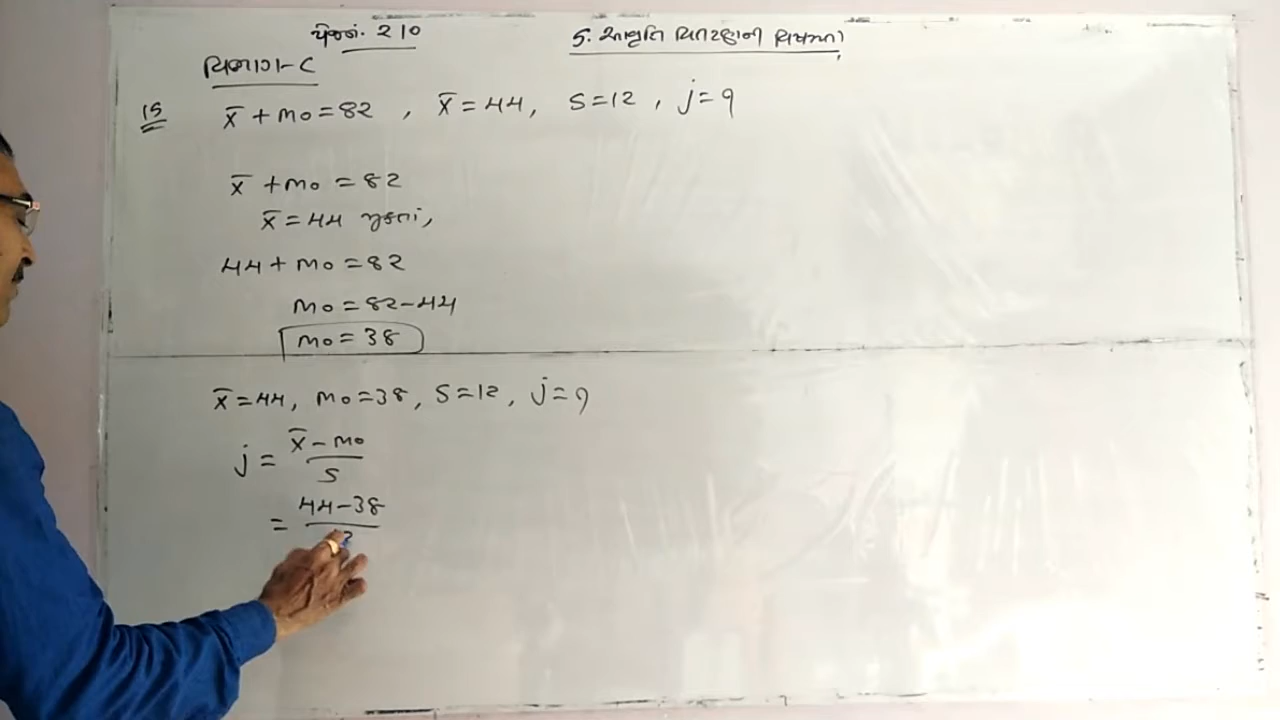 પેજનં. 210
5. આવૃત્તિ વિતરણની વિષમતા
વિભાગ-C
15 x̄ + Mo = 82 , x̄ = 44, S = 12 , j = ?
x̄ + Mo = 82
x̄ = 44 મુકતાં,
44 + Mo = 82
Mo = 82 - 44
Mo = 38
x̄ = 44, Mo = 38, S = 12, j = ?
j = x̄ - Mo
S
= 44 - 38